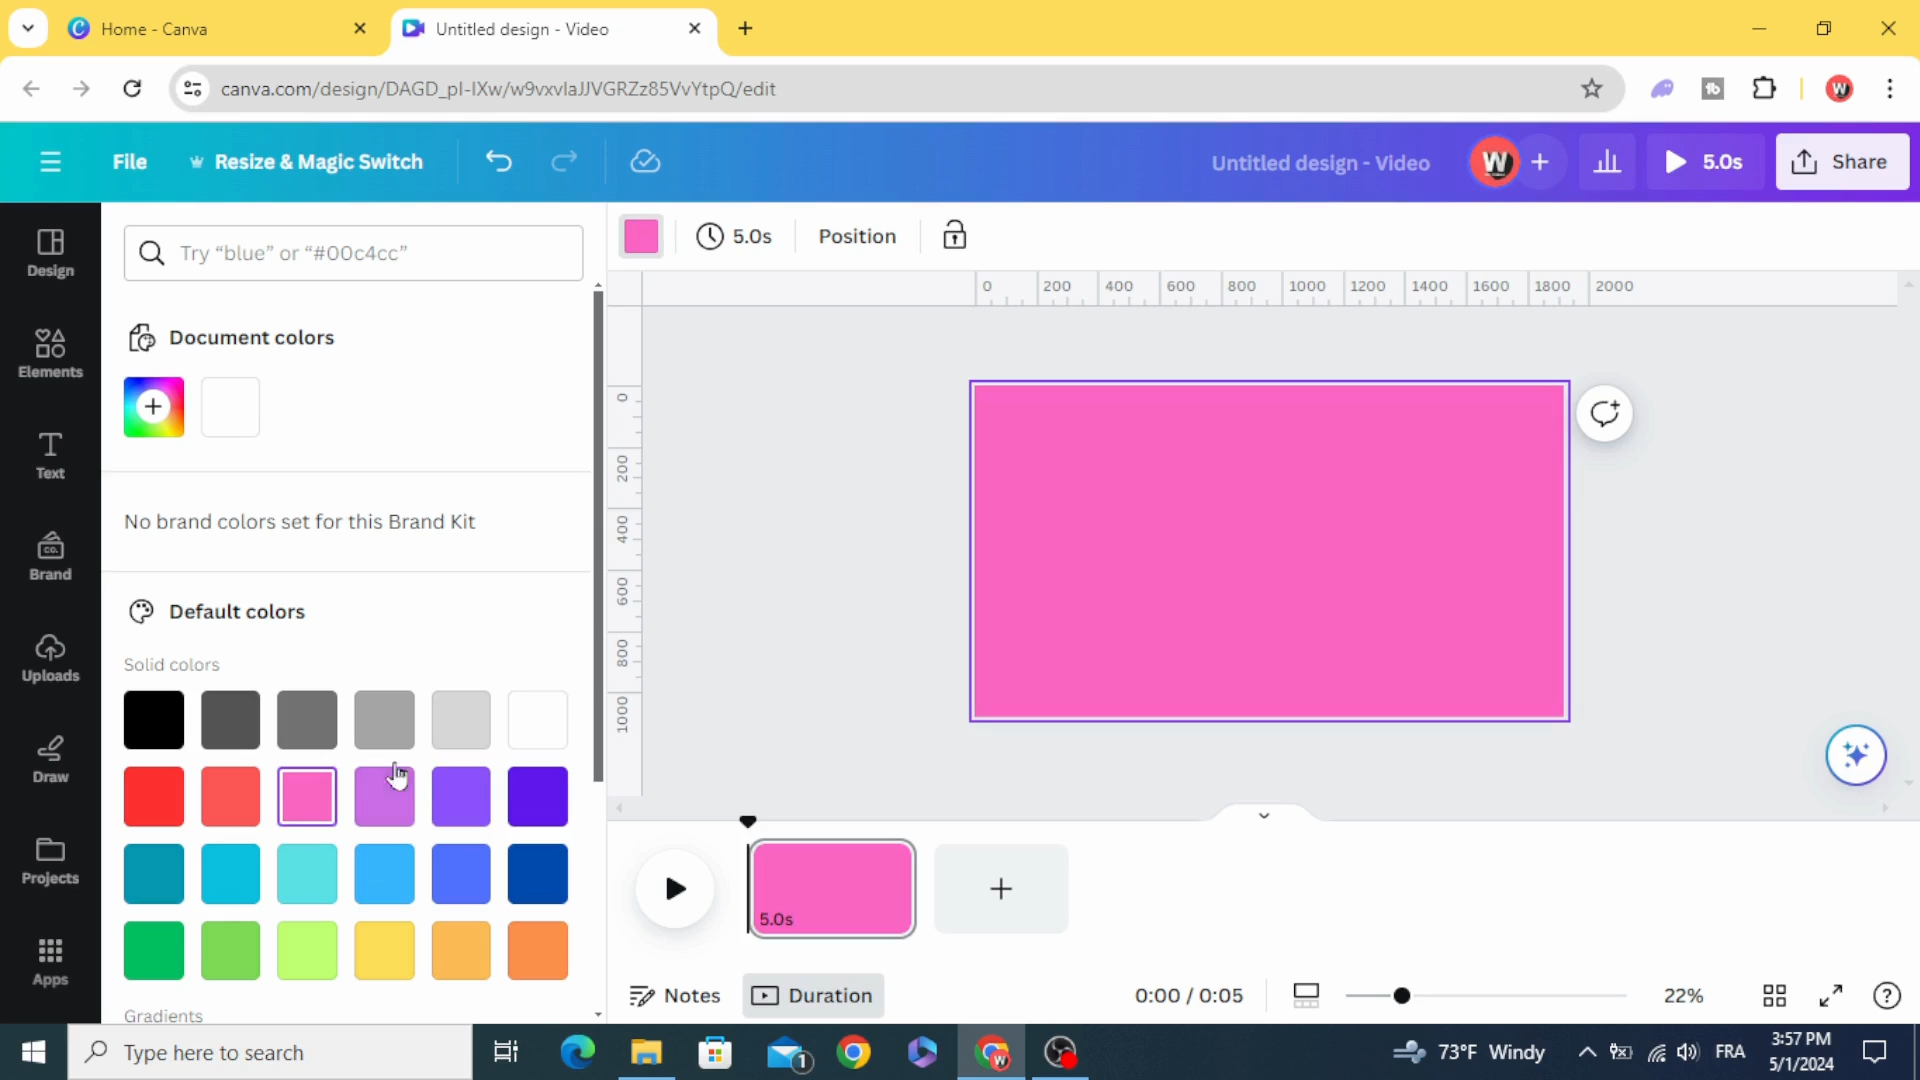 Home - Canva
Untitled design - Video
canva.com/design/DAGD_pI-IXw/w9vxvlaJJVGRZz85VvYtpQ/edit
File
Resize & Magic Switch
Untitled design - Video
W
5.0s
Share
Design
Elements
Text
Brand
CO.
Uploads
Draw
Projects
Apps
Try “blue” or “#00c4cc”
Document colors
No brand colors set for this Brand Kit
Default colors
Solid colors
Gradients
5.0s
Position
0 200 400 600 800 1000 1200 1400 1600 1800 2000
0
200
400
600
800
1000
5.0s
Notes
Duration
0:00 / 0:05
22%
Type here to search
1
73°F Windy
FRA
3:57 PM
5/1/2024